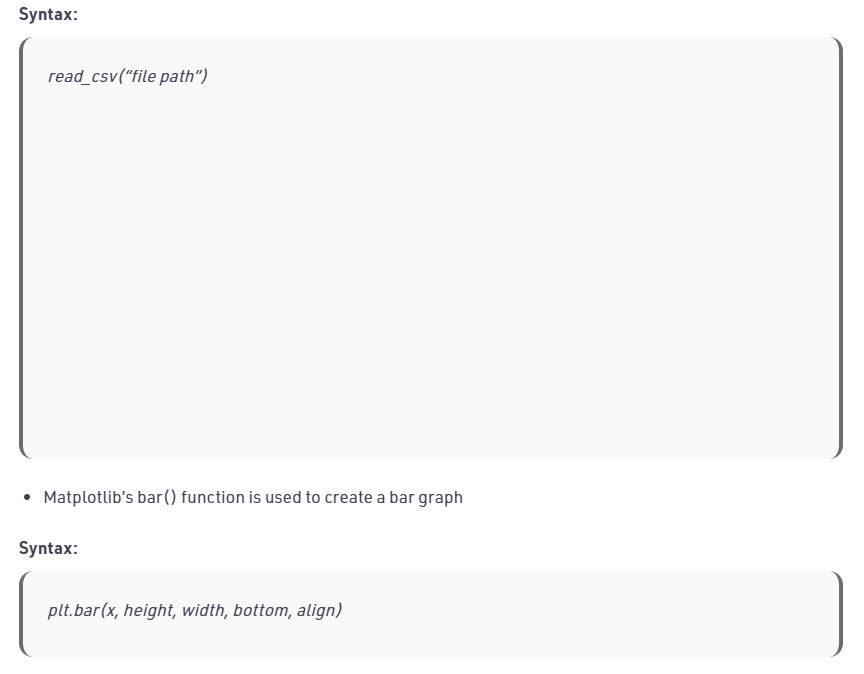 Syntax:
read_csv(“file path”)
• Matplotlib’s bar() function is used to create a bar graph
Syntax:
plt.bar(x, height, width, bottom, align)